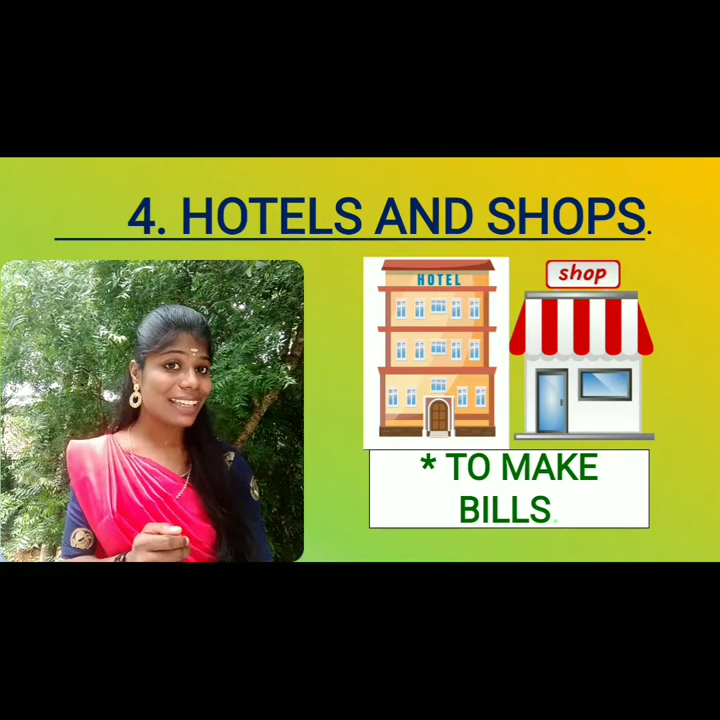 4. HOTELS AND SHOPS.
HOTEL
shop
* TO MAKE
BILLS.